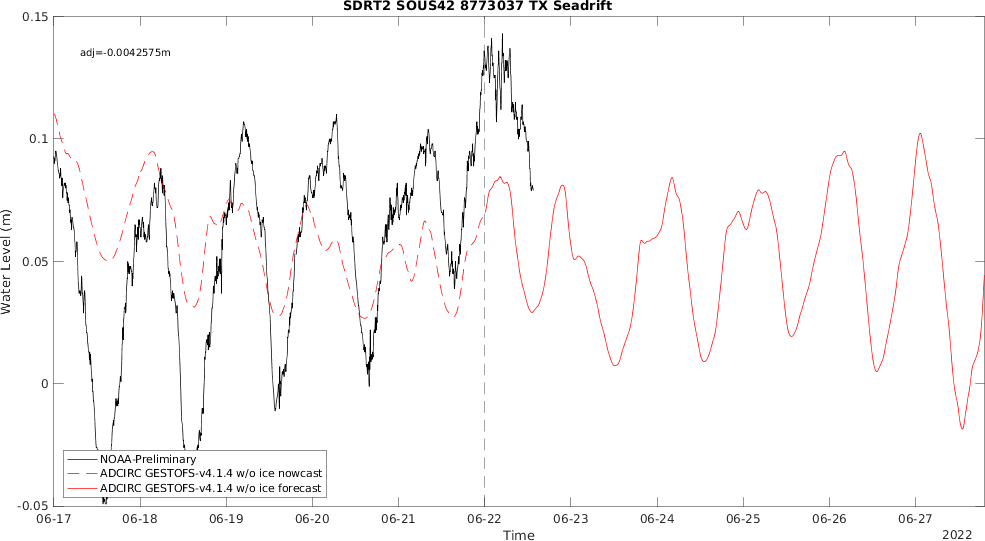 SDRT2 SOUS42 8773037 TX Seadrift
0.15
adj=-0.0042575m
0.1
0.05
0
-0.05
Water Level (m)
NOAA-Preliminary
ADCIRC GESTOFS-v4.1.4 w/o ice nowcast
ADCIRC GESTOFS-v4.1.4 w/o ice forecast
06-17 06-18 06-19 06-20 06-21 06-22 06-23 06-24 06-25 06-26 06-27
Time
2022